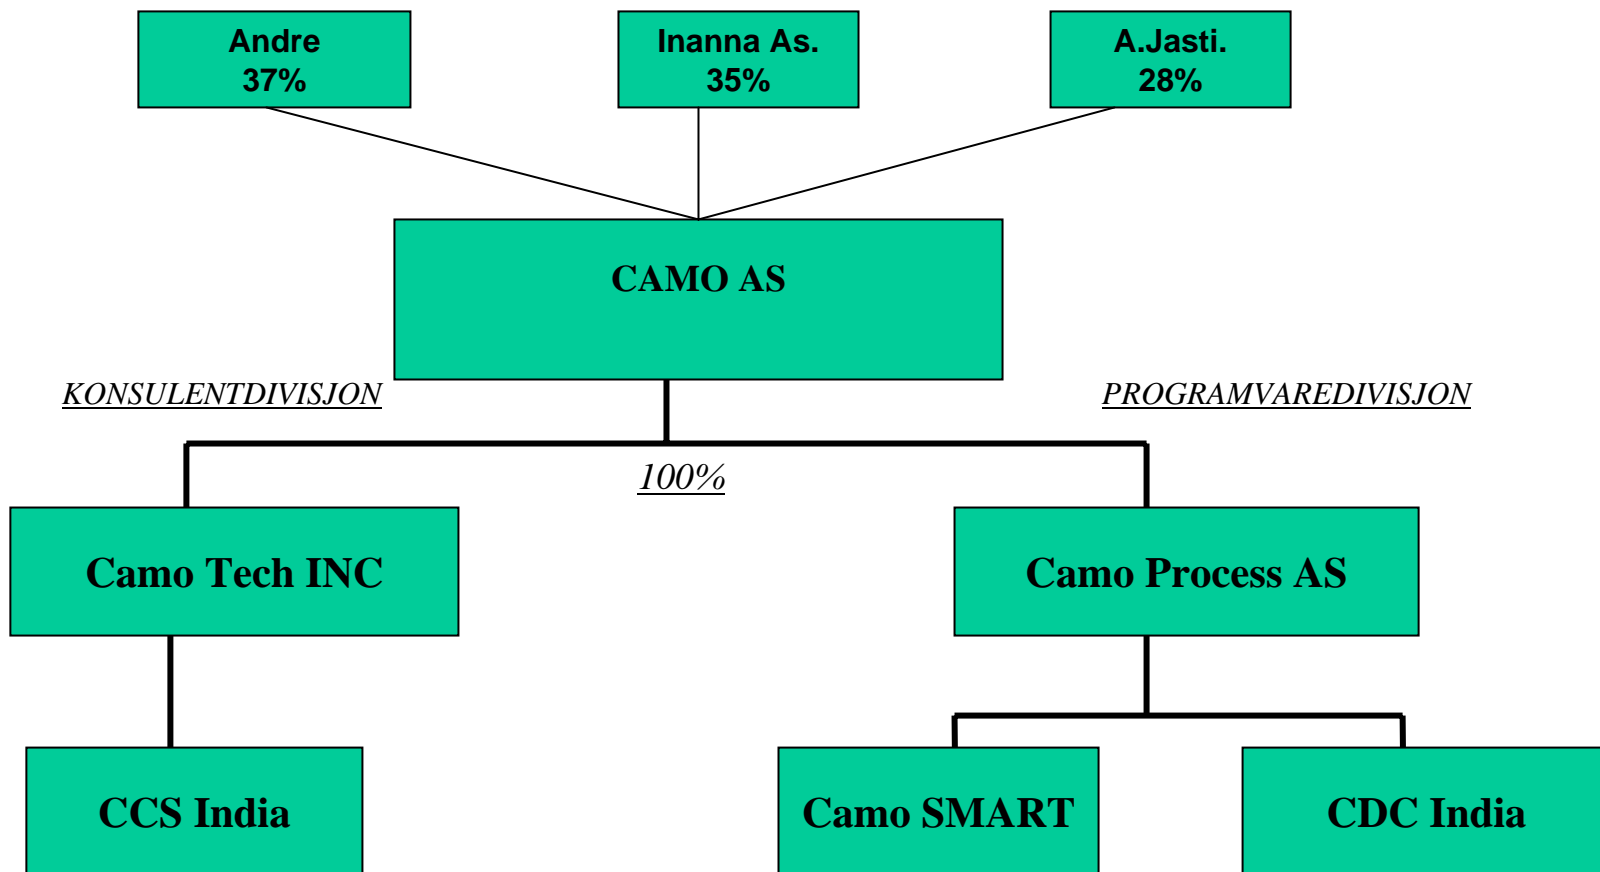 Andre
37%
Inanna As.
35%
A.Jasti.
28%
CAMO AS
KONSULENTDIVISJON
PROGRAMVAREDIVISJON
100%
Camo Tech INC
Camo Process AS
CCS India
Camo SMART
CDC India